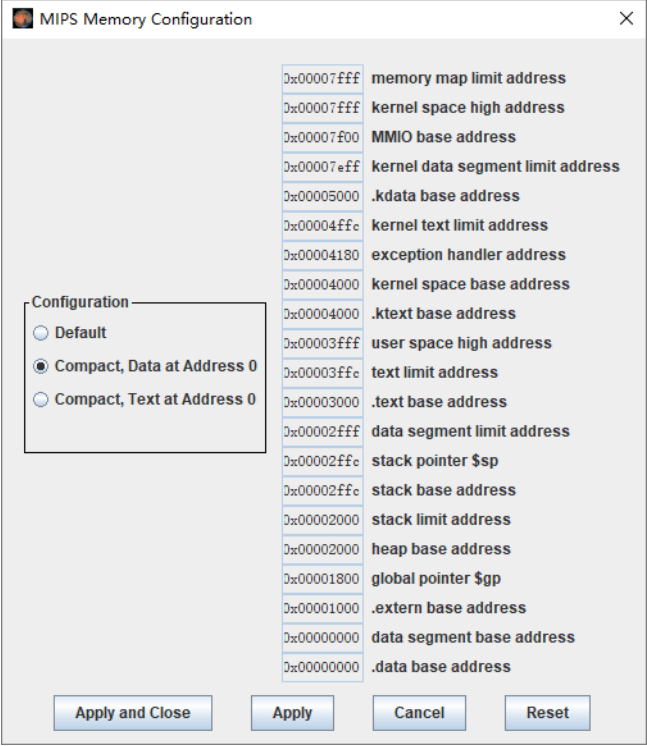 MIPS Memory Configuration
0x00007fff memory map limit address
0x00007fff kernel space high address
0x00007f00 MMIO base address
0x00007eff kernel data segment limit address
0x00005000 .kdata base address
0x00004ffc kernel text limit address
0x00004180 exception handler address
0x00004000 kernel space base address
0x00004000 .ktext base address
0x00003fff user space high address
0x00003ffc text limit address
0x00003000 .text base address
0x00002fff data segment limit address
0x00002ffc stack pointer $sp
0x00002ffc stack base address
0x00002000 stack limit address
0x00002000 heap base address
0x00001800 global pointer $gp
0x00001000 .extern base address
0x00000000 data segment base address
0x00000000 .data base address
Configuration
Default
Compact, Data at Address 0
Compact, Text at Address 0
Apply and Close Apply Cancel Reset